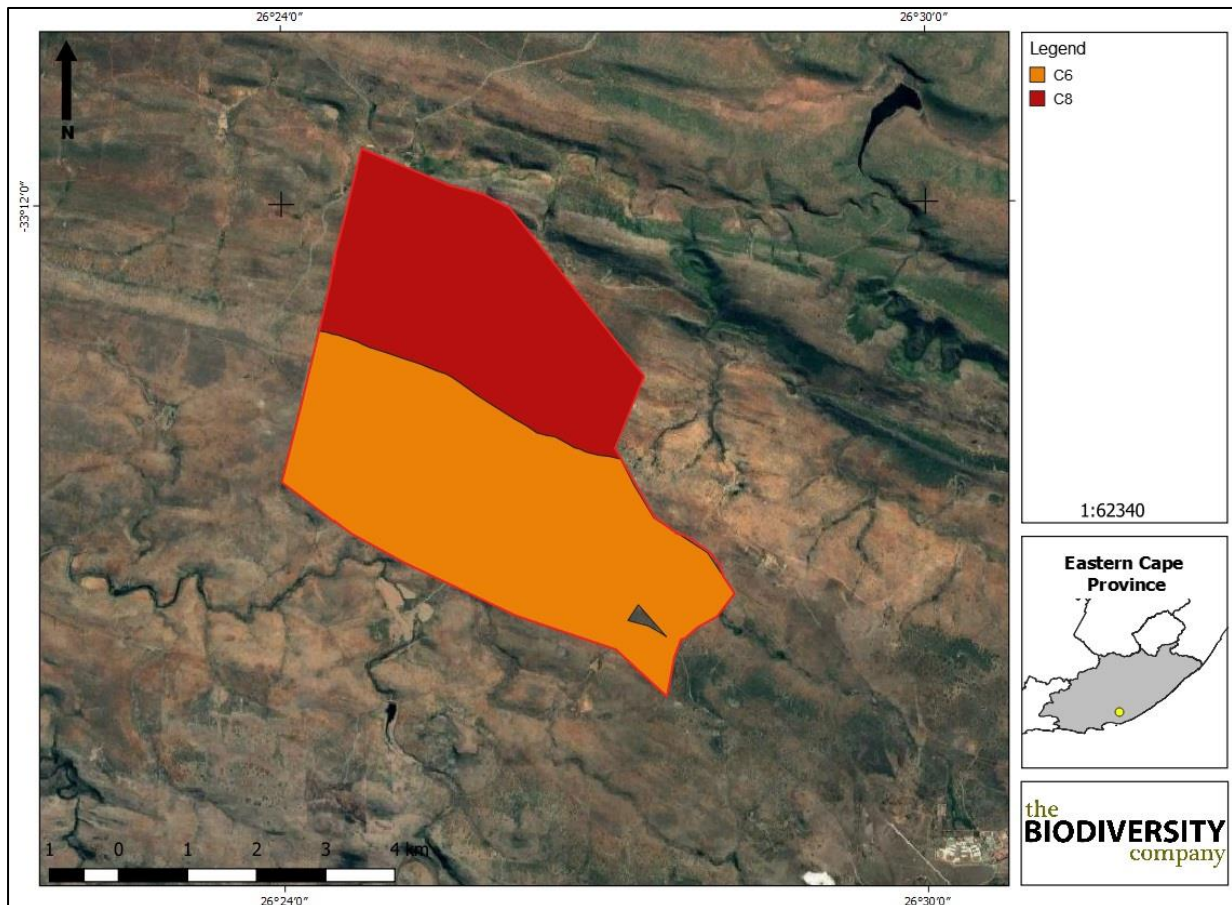 26°24′0″
26°30′0″
-33°12′0″
N
Legend
C6
C8
1:62340
Eastern Cape
Province
the
BIODIVERSITY
company
1 0 1 2 3 4 km
26°24′0″
26°30′0″